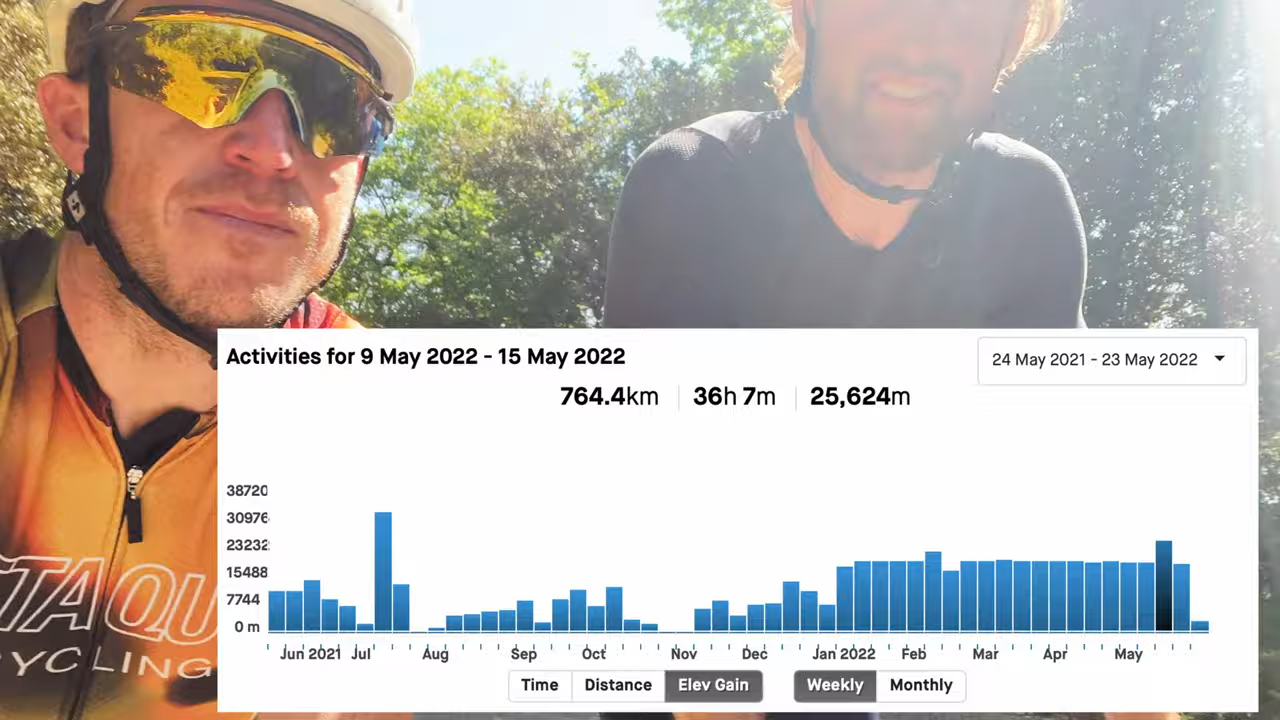 Activities for 9 May 2022 - 15 May 2022
24 May 2021 - 23 May 2022
764.4km 36h 7m 25,624m
38720
30976
23232
15488
7744
0 m
Jun 2021 Jul Aug Sep Oct Nov Dec Jan 2022 Feb Mar Apr May
Time Distance Elev Gain Weekly Monthly
YCLING